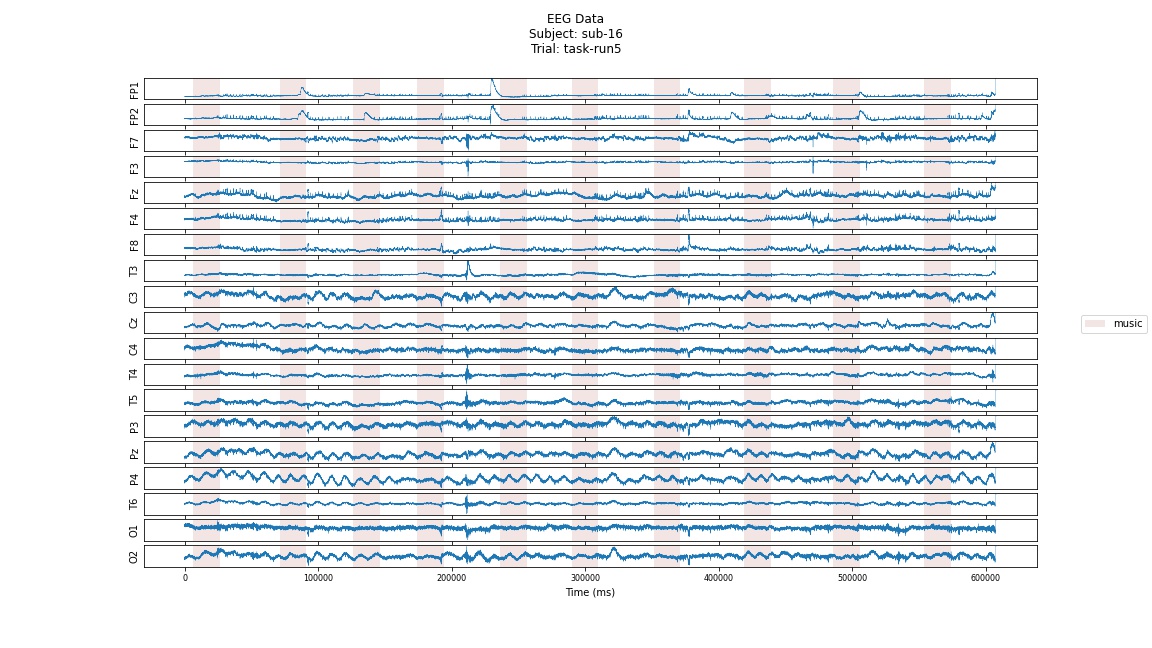 EEG Data
Subject: sub-16
Trial: task-run5
FP1
FP2
F7
F3
Fz
F4
F8
T3
C3
Cz
C4
T4
T5
P3
Pz
P4
T6
O1
O2
music
0 100000 200000 300000 400000 500000 600000
Time (ms)